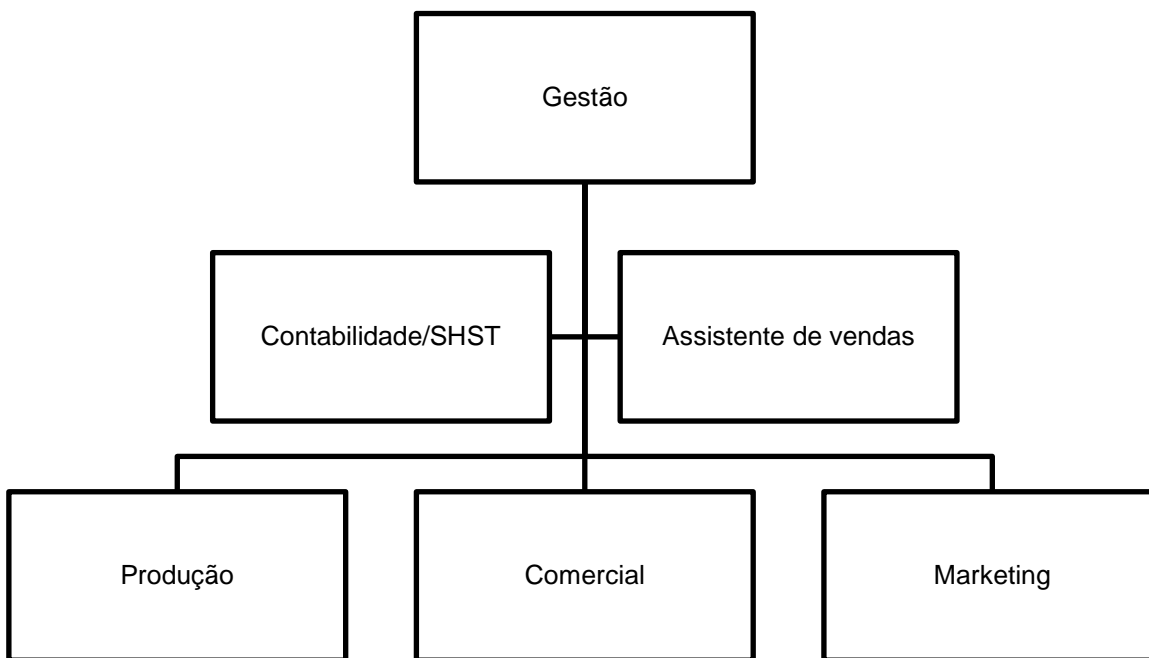 Gestão
Contabilidade/SHST
Assistente de vendas
Produção
Comercial
Marketing